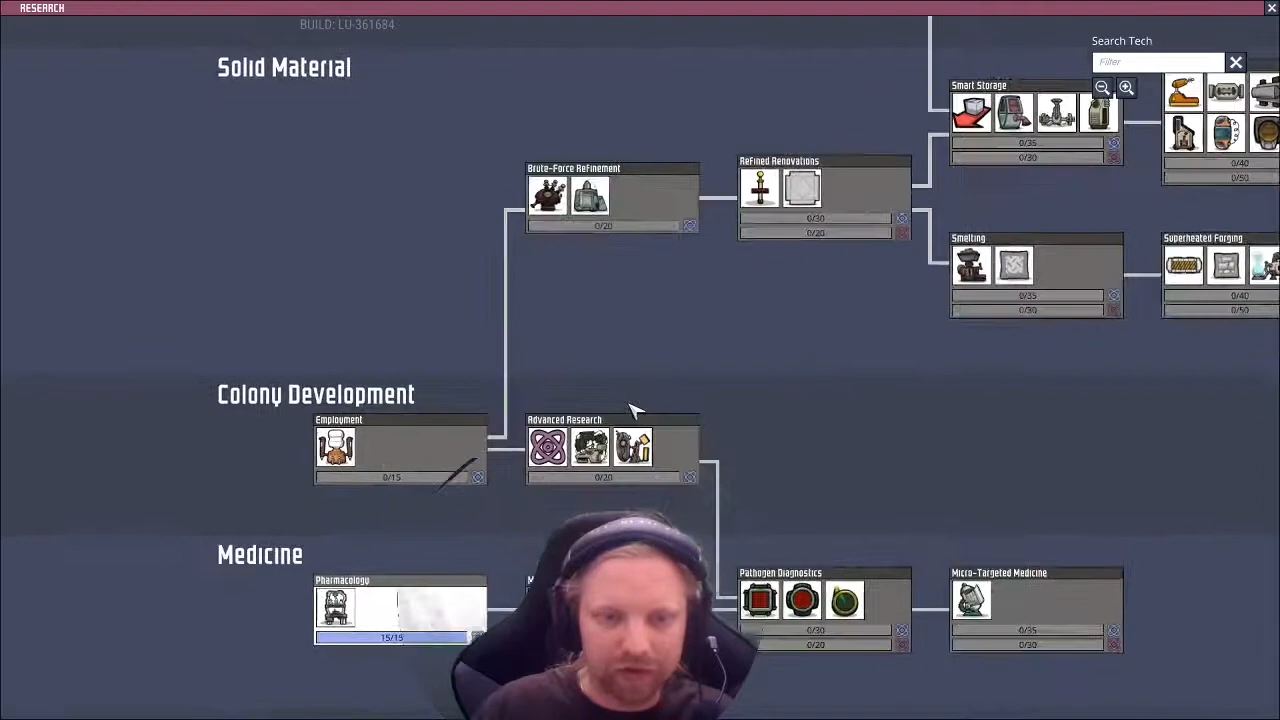 RESEARCH
BUILD: LU-361684
Search Tech
Filter
Solid Material
Smart Storage
0/35
0/30
0/40
0/50
Brute-Force Refinement
0/20
Refined Renovations
0/30
0/20
Smelting
0/35
0/30
Superheated Forging
0/40
0/50
Colony Development
Employment
0/15
Advanced Research
0/20
Medicine
Pharmacology
15/15
Pathogen Diagnostics
0/30
0/20
Micro-Targeted Medicine
0/35
0/30